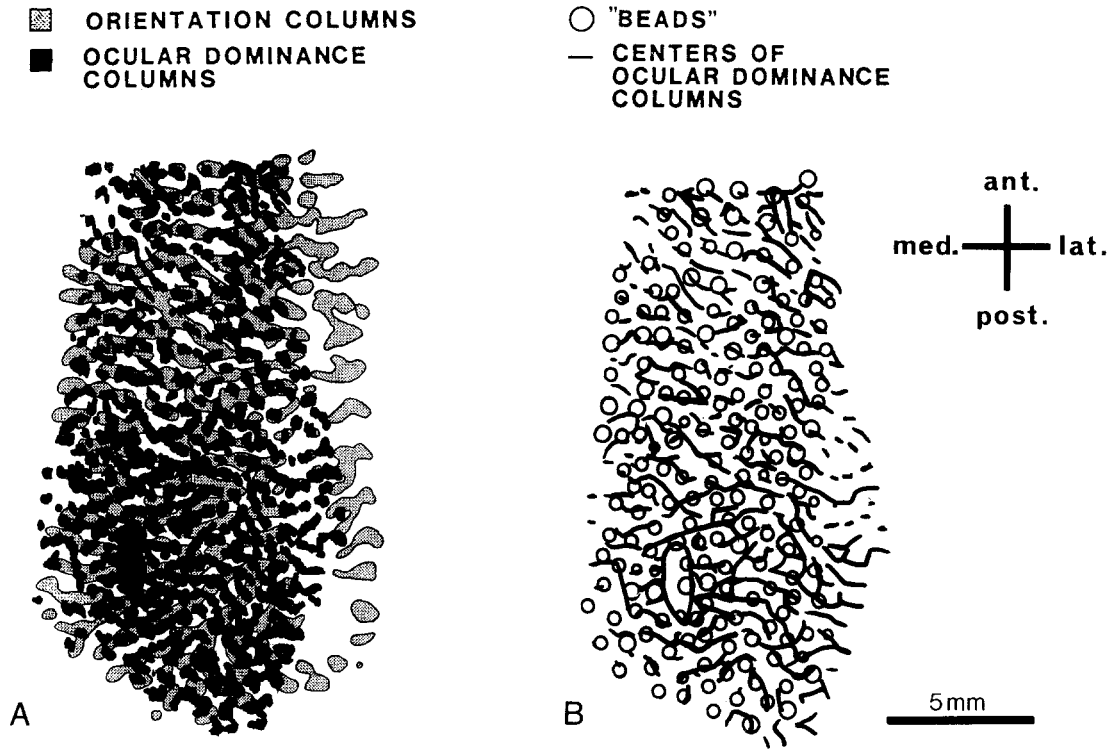 ORIENTATION COLUMNS
OCULAR DOMINANCE
COLUMNS
"BEADS"
CENTERS OF
OCULAR DOMINANCE
COLUMNS
ant.
med.
lat.
post.
A
B
5mm